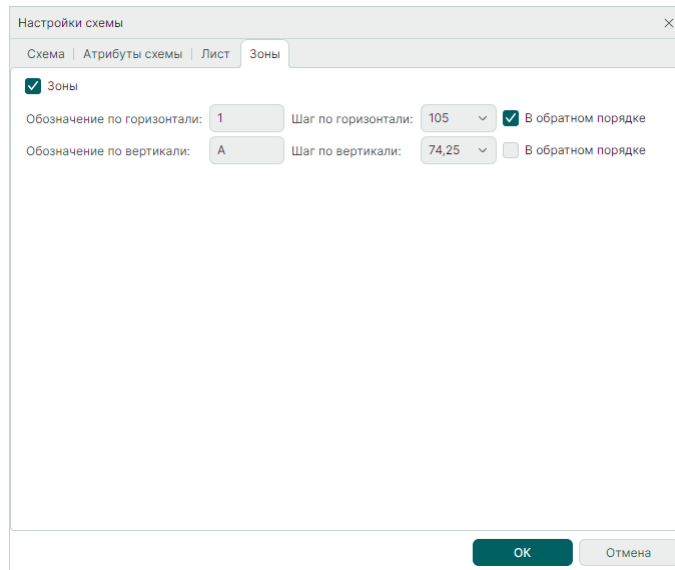 Настройки схемы
Схема | Атрибуты схемы | Лист Зоны
Зоны
Обозначение по горизонтали: 1 Шаг по горизонтали: 105 В обратном порядке
Обозначение по вертикали: A Шаг по вертикали: 74,25 В обратном порядке
OK Отмена